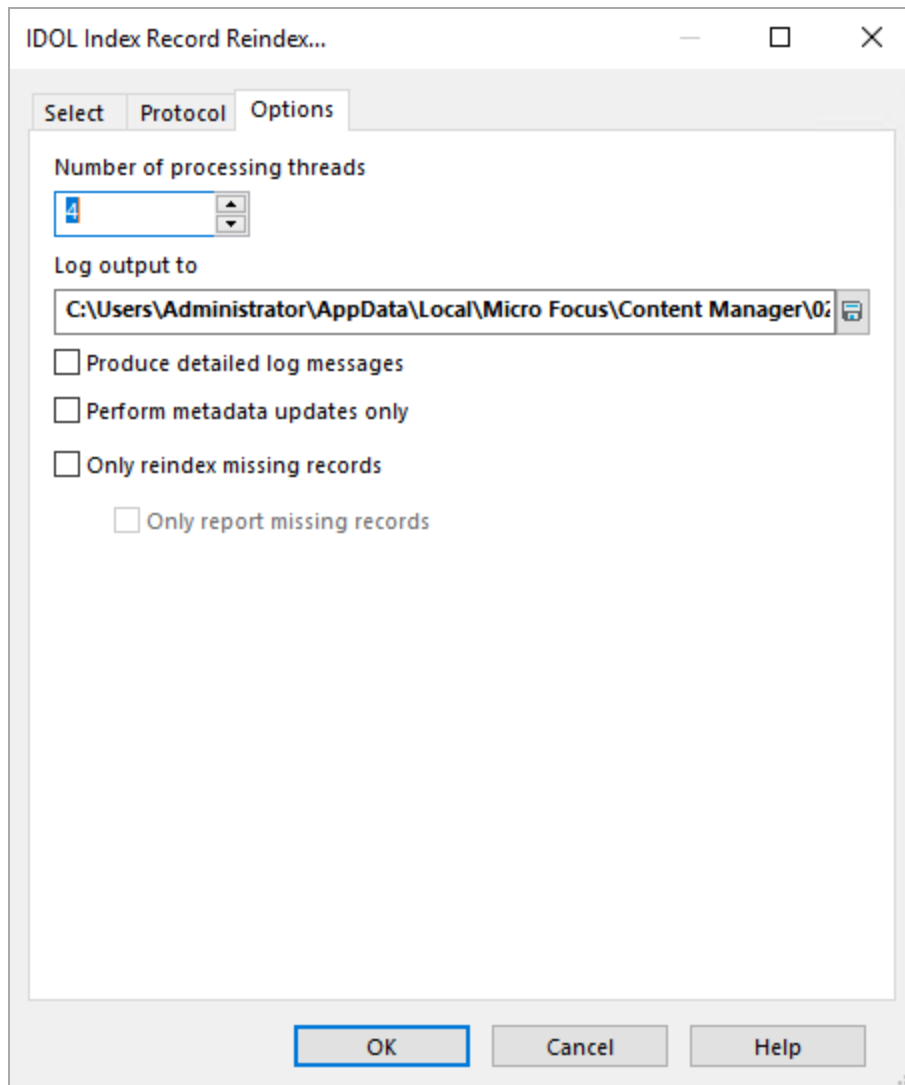 IDOL Index Record Reindex...
Select Protocol Options
Number of processing threads
4
Log output to
C:\Users\Administrator\AppData\Local\Micro Focus\Content Manager\02
Produce detailed log messages
Perform metadata updates only
Only reindex missing records
Only report missing records
OK Cancel Help